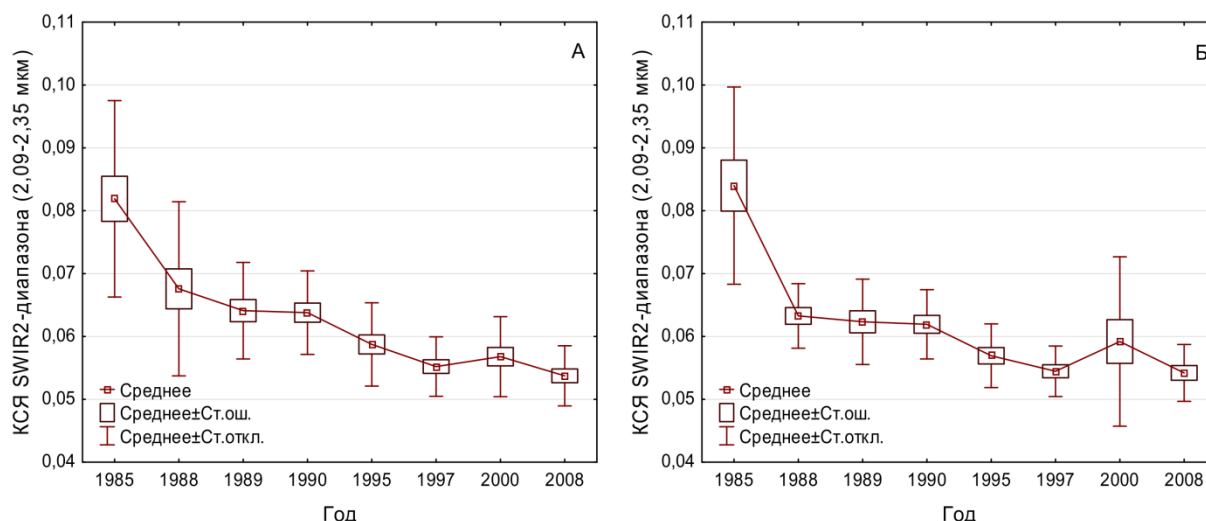 КСЯ SWIR2-диапазона (2,09-2,35 мкм)
0,11
0,10
0,09
0,08
0,07
0,06
0,05
0,04
А
Среднее
Среднее±Ст.ош.
Среднее±Ст.откл.
1985 1988 1989 1990 1995 1997 2000 2008
Год
КСЯ SWIR2-диапазона (2,09-2,35 мкм)
0,11
0,10
0,09
0,08
0,07
0,06
0,05
0,04
Б
Среднее
Среднее±Ст.ош.
Среднее±Ст.откл.
1985 1988 1989 1990 1995 1997 2000 2008
Год